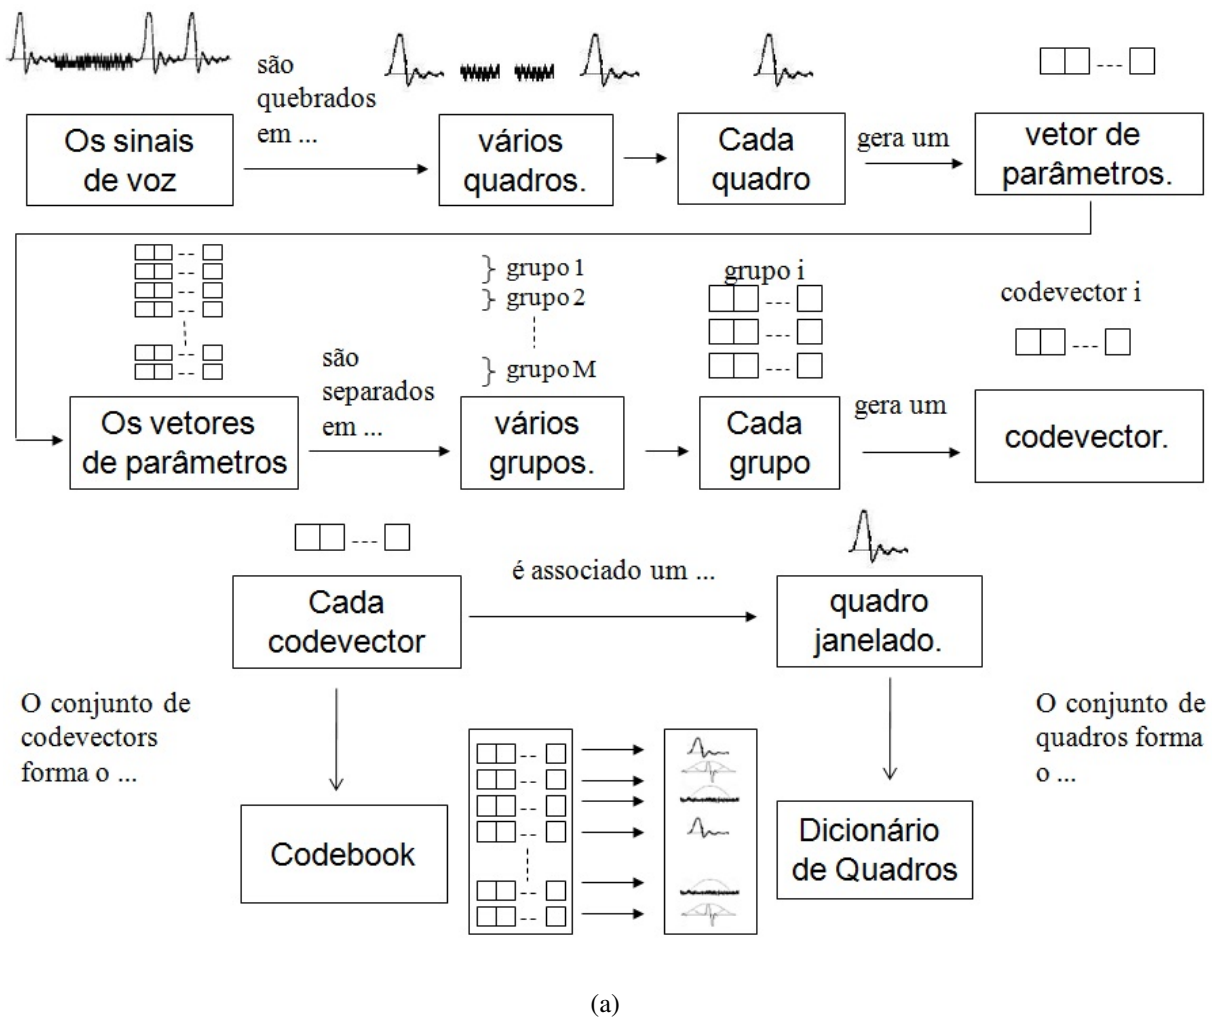 são
quebrados
em ...
Os sinais
de voz
vários
quadros.
Cada
quadro
gera um
vetor de
parâmetros.
grupo 1
grupo 2
grupo M
grupo i
codevector i
são
separados
em ...
Os vetores
de parâmetros
vários
grupos.
Cada
grupo
gera um
codevector.
Cada
codevector
é associado um ...
quadro
janelado.
O conjunto de
codevectors
forma o ...
O conjunto de
quadros forma
o ...
Codebook
Dicionário
de Quadros
(a)